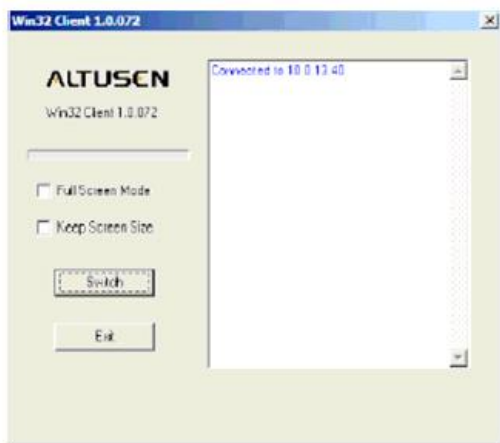 Win32 Client 1.0.072
ALTUSEN
Win32 Client 1.0.072
Full Screen Mode
Keep Screen Size
Switch
Exit
Connected to 10.0.13.40